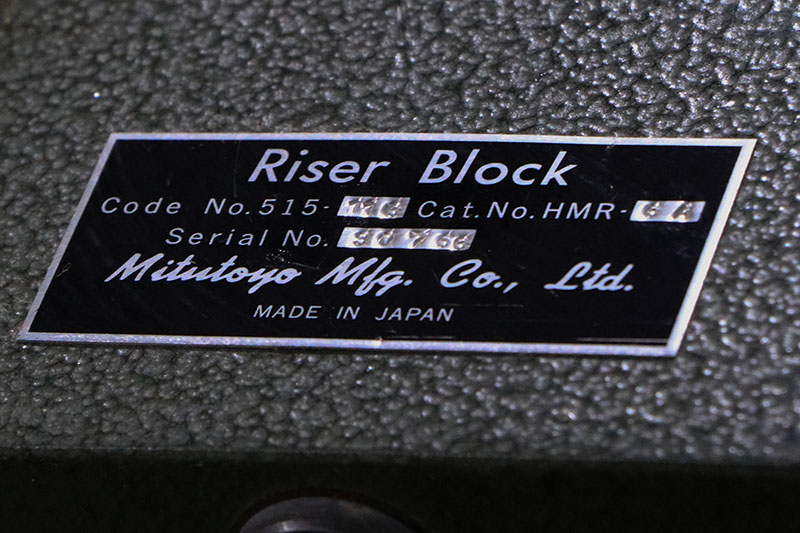 Riser Block
Code No. 515- Cat. No. HMR-
Serial No.
Mitutoyo Mfg. Co., Ltd.
MADE IN JAPAN